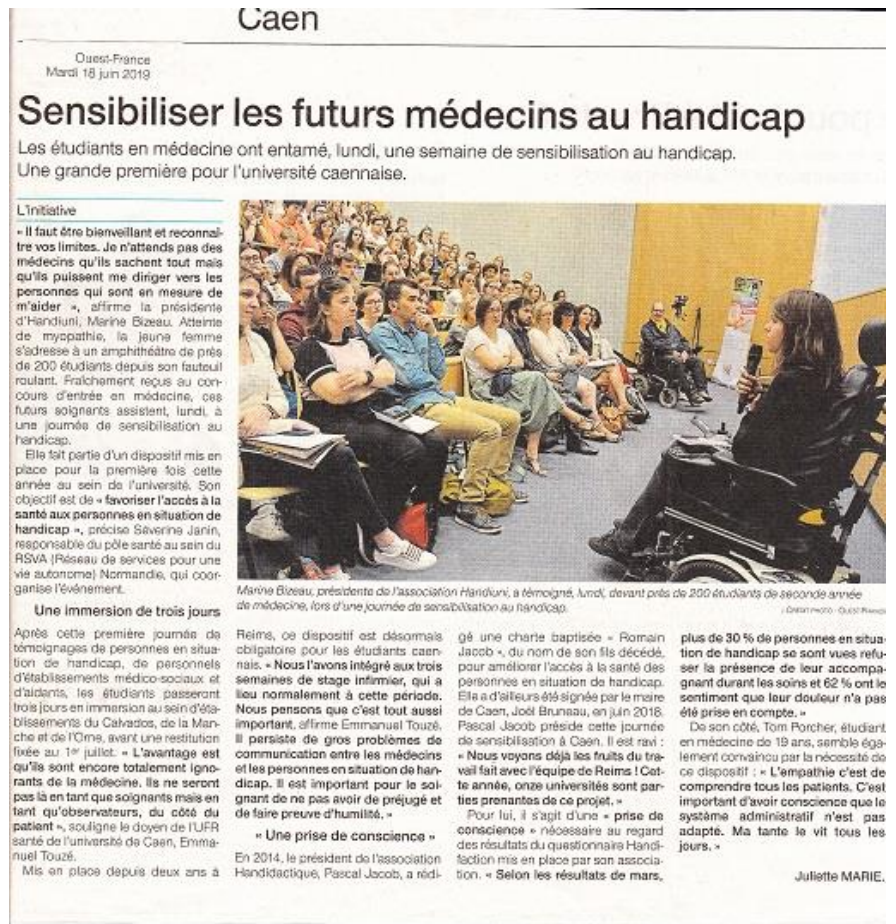 Caen
Ouest-France
Mardi 18 juin 2019
Sensibiliser les futurs médecins au handicap
Les étudiants en médecine ont entamé, lundi, une semaine de sensibilisation au handicap.
Une grande première pour l'université caennaise.
L'initiative
« Il faut être bienveillant et reconnaî-
tre vos limites. Je n'attends pas des
médecins qu'ils sachent tout mais
qu'ils puissent me diriger vers les
personnes qui sont en mesure de
m'aider », affirme la présidente
d'Handiuni, Marine Bizeau. Atteinte
de myopathie, la jeune femme
s'adresse à un amphithéâtre de près
de 200 étudiants depuis son fauteuil
roulant. Fraîchement reçus au con-
cours d'entrée en médecine, ces
futurs soignants assistent, lundi, à
une journée de sensibilisation au
handicap.
Elle fait partie d'un dispositif mis en
place pour la première fois cette
année au sein de l'université. Son
objectif est de « favoriser l'accès à la
santé aux personnes en situation de
handicap », précise Séverine Janin,
responsable du pôle santé au sein du
RSVA (Réseau de services pour une
vie autonome) Normandie, qui coor-
ganise l'événement.
Une immersion de trois jours
Après cette première journée de
témoignages de personnes en situa-
tion de handicap, de personnels
d'établissements médico-sociaux et
d'aidants, les étudiants passeront
trois jours en immersion au sein d'éta-
blissements du Calvados, de la Man-
che et de l'Orne, avant une restitution
fixée au 1er juillet. « L'avantage est
qu'ils sont encore totalement igno-
rants de la médecine. Ils ne seront
pas là en tant que soignants mais en
tant qu'observateurs, du côté du
patient », souligne le doyen de l'UFR
santé de l'université de Caen, Emma-
nuel Touzé.
Mis en place depuis deux ans à
Marine Bizeau, présidente de l'association Handiuni, a témoigné, lundi, devant près de 200 étudiants de seconde année
de médecine, lors d'une journée de sensibilisation au handicap.
| Crédit photo : Ouest-France
Reims, ce dispositif est désormais
obligatoire pour les étudiants caen-
nais. « Nous l'avons intégré aux trois
semaines de stage infirmier, qui a
lieu normalement à cette période.
Nous pensons que c'est tout aussi
important, affirme Emmanuel Touzé.
Il persiste de gros problèmes de
communication entre les médecins
et les personnes en situation de han-
dicap. Il est important pour le soi-
gnant de ne pas avoir de préjugé et
de faire preuve d'humilité. »
« Une prise de conscience »
En 2014, le président de l'association
Handidactique, Pascal Jacob, a rédi-
gé une charte baptisée « Romain
Jacob », du nom de son fils décédé,
pour améliorer l'accès à la santé des
personnes en situation de handicap.
Elle a d'ailleurs été signée par le maire
de Caen, Joël Bruneau, en juin 2018.
Pascal Jacob préside cette journée
de sensibilisation à Caen. Il est ravi :
« Nous voyons déjà les fruits du tra-
vail fait avec l'équipe de Reims ! Cet-
te année, onze universités sont par-
ties prenantes de ce projet. »
Pour lui, il s'agit d'une « prise de
conscience » nécessaire au regard
des résultats du questionnaire Handi-
faction mis en place par son associa-
tion. « Selon les résultats de mars,
plus de 30 % de personnes en situa-
tion de handicap se sont vues refu-
ser la présence de leur accompa-
gnant durant les soins et 62 % ont le
sentiment que leur douleur n'a pas
été prise en compte. »
De son côté, Tom Porcher, étudiant
en médecine de 19 ans, semble éga-
lement convaincu par la nécessité de
ce dispositif : « L'empathie c'est de
comprendre tous les patients. C'est
important d'avoir conscience que le
système administratif n'est pas
adapté. Ma tante le vit tous les
jours. »
Juliette MARIE.